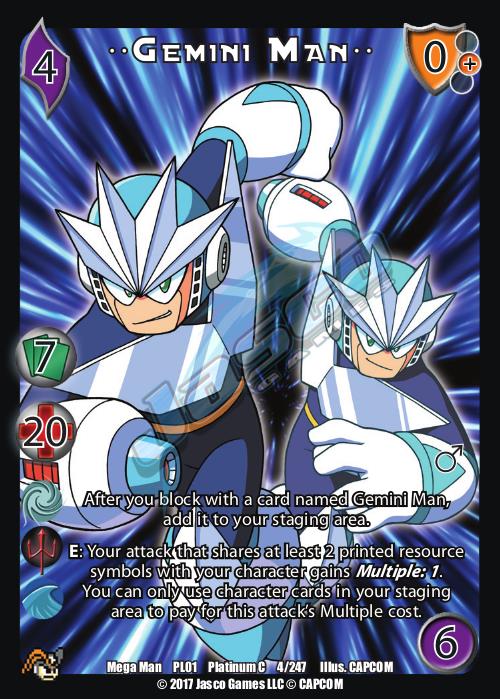 ··GEMINI MAN··
4
0
+
Jasco
GAMES
7
20
After you block with a card named Gemini Man,
add it to your staging area.
E: Your attack that shares at least 2 printed resource
symbols with your character gains Multiple: 1.
You can only use character cards in your staging
area to pay for this attack's Multiple cost.
6
Mega Man PL01 Platinum C 4/247 Illus. CAPCOM
© 2017 Jasco Games LLC © CAPCOM